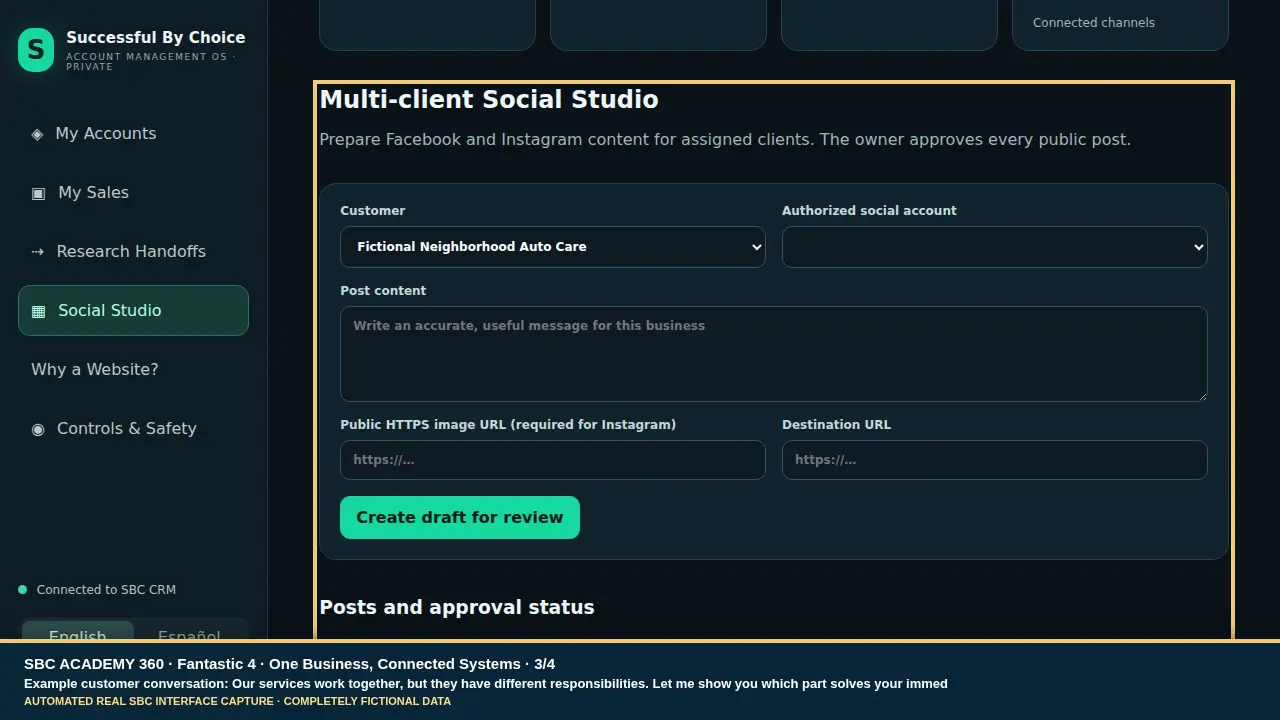 S
Successful By Choice
ACCOUNT MANAGEMENT OS ·
PRIVATE
My Accounts
My Sales
Research Handoffs
Social Studio
Why a Website?
Controls & Safety
Connected to SBC CRM
English
Español
Connected channels
Multi-client Social Studio
Prepare Facebook and Instagram content for assigned clients. The owner approves every public post.
Customer
Authorized social account
Fictional Neighborhood Auto Care
Post content
Write an accurate, useful message for this business
Public HTTPS image URL (required for Instagram)
Destination URL
https://…
https://…
Create draft for review
Posts and approval status
SBC ACADEMY 360 · Fantastic 4 · One Business, Connected Systems · 3/4
Example customer conversation: Our services work together, but they have different responsibilities. Let me show you which part solves your immed
AUTOMATED REAL SBC INTERFACE CAPTURE · COMPLETELY FICTIONAL DATA